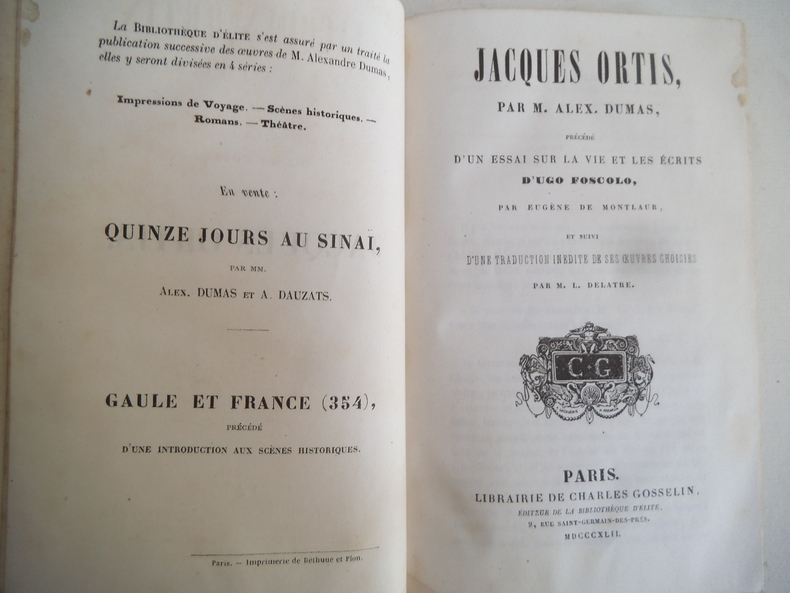 La BIBLIOTHÈQUE D'ÉLITE s'est assuré par un traité la
publication successive des œuvres de M. Alexandre Dumas,
elles y seront divisées en 4 séries :
Impressions de Voyage. — Scènes historiques. —
Romans. — Théâtre.
En vente :
QUINZE JOURS AU SINAI,
PAR MM.
ALEX. DUMAS ET A. DAUZATS.
GAULE ET FRANCE (354),
PRÉCÉDÉ
D'UNE INTRODUCTION AUX SCÈNES HISTORIQUES.
Paris. — Imprimerie de Béthune et Plon.
JACQUES ORTIS,
PAR M. ALEX. DUMAS,
PRÉCÉDÉ
D'UN ESSAI SUR LA VIE ET LES ÉCRITS
D'UGO FOSCOLO,
PAR EUGÈNE DE MONTLAUR,
ET SUIVI
D'UNE TRADUCTION INÉDITE DE SES ŒUVRES CHOISIES
PAR M. L. DELATRE.
C·G
PARIS.
LIBRAIRIE DE CHARLES GOSSELIN,
ÉDITEUR DE LA BIBLIOTHÈQUE D'ÉLITE,
9, RUE SAINT-GERMAIN-DES-PRÉS.
MDCCCXLII.